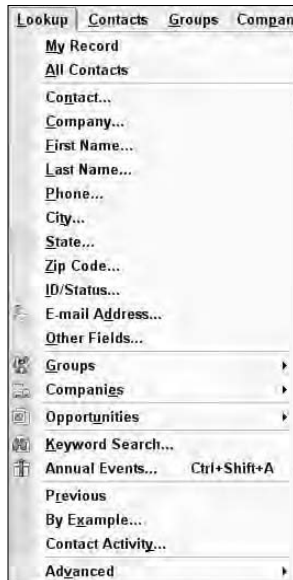 Lookup Contacts Groups Compan
My Record
All Contacts
Contact...
Company...
First Name...
Last Name...
Phone...
City...
State...
Zip Code...
ID/Status...
E-mail Address...
Other Fields...
Groups
Companies
Opportunities
Keyword Search...
Annual Events... Ctrl+Shift+A
Previous
By Example...
Contact Activity...
Advanced